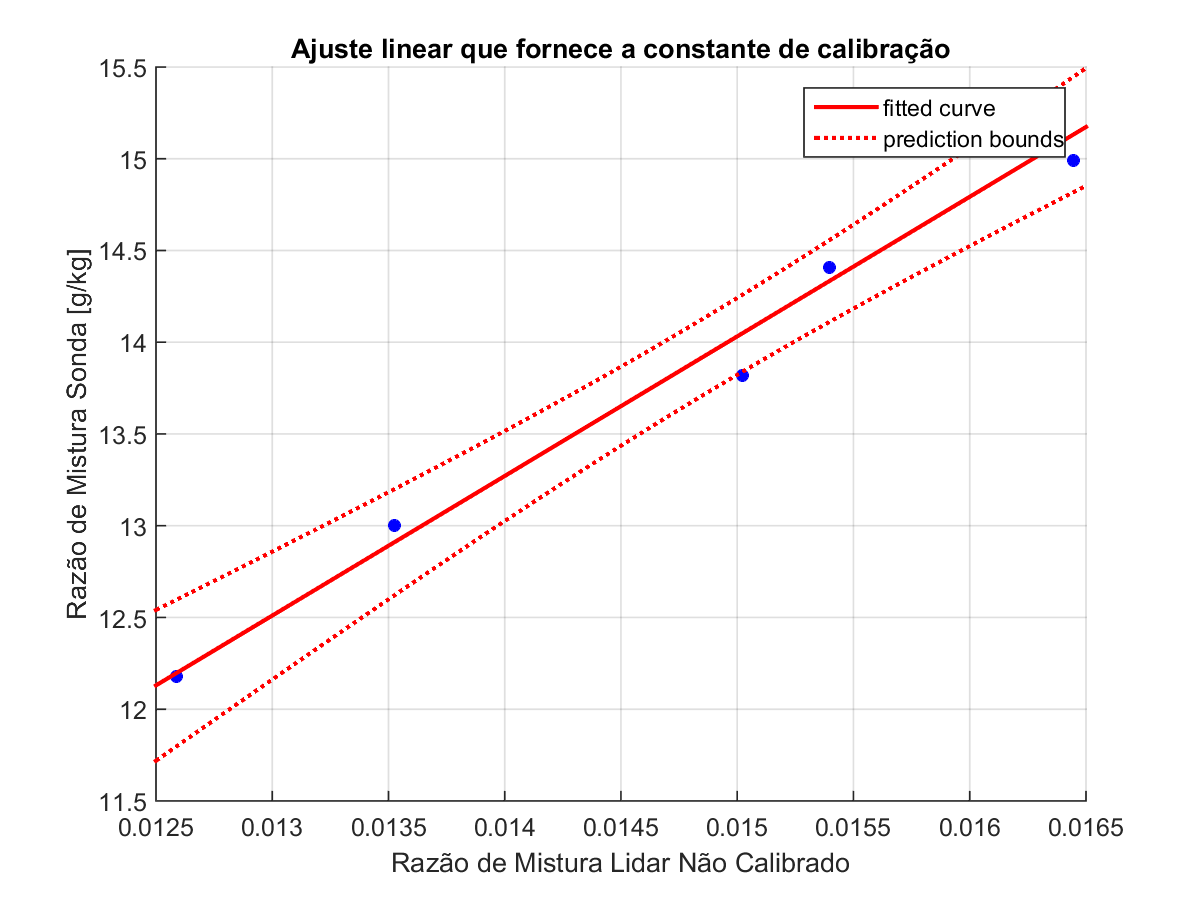 Ajuste linear que fornece a constante de calibração
15.5
15
14.5
14
13.5
13
12.5
12
11.5
fitted curve
prediction bounds
Razão de Mistura Sonda [g/kg]
0.0125 0.013 0.0135 0.014 0.0145 0.015 0.0155 0.016 0.0165
Razão de Mistura Lidar Não Calibrado